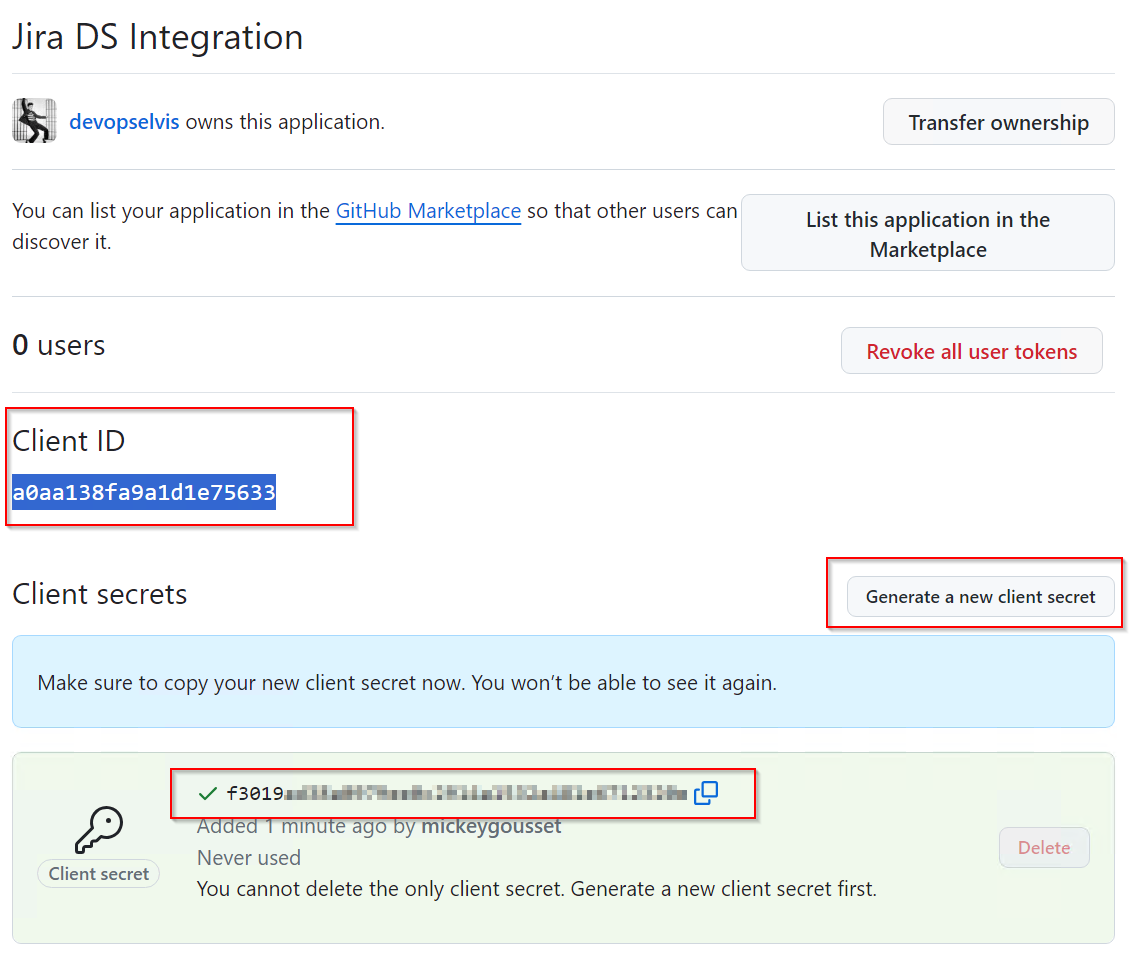 Jira DS Integration
devopselvis owns this application.
Transfer ownership
You can list your application in the GitHub Marketplace so that other users can
discover it.
List this application in the
Marketplace
0 users
Revoke all user tokens
Client ID
a0aa138fa9a1d1e75633
Client secrets
Generate a new client secret
Make sure to copy your new client secret now. You won’t be able to see it again.
f3019
Added 1 minute ago by mickeygousset
Client secret
Never used
You cannot delete the only client secret. Generate a new client secret first.
Delete